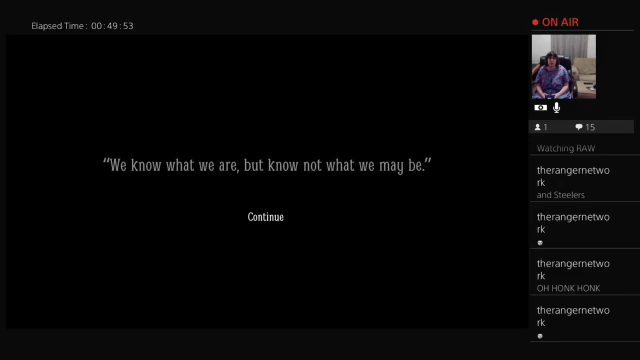 Elapsed Time : 00 : 49 : 53
ON AIR
1 15
Watching RAW
therangernetwo
rk
and Steelers
"We know what we are, but know not what we may be."
therangernetwo
rk
Continue
therangernetwo
rk
OH HONK HONK
therangernetwo
rk